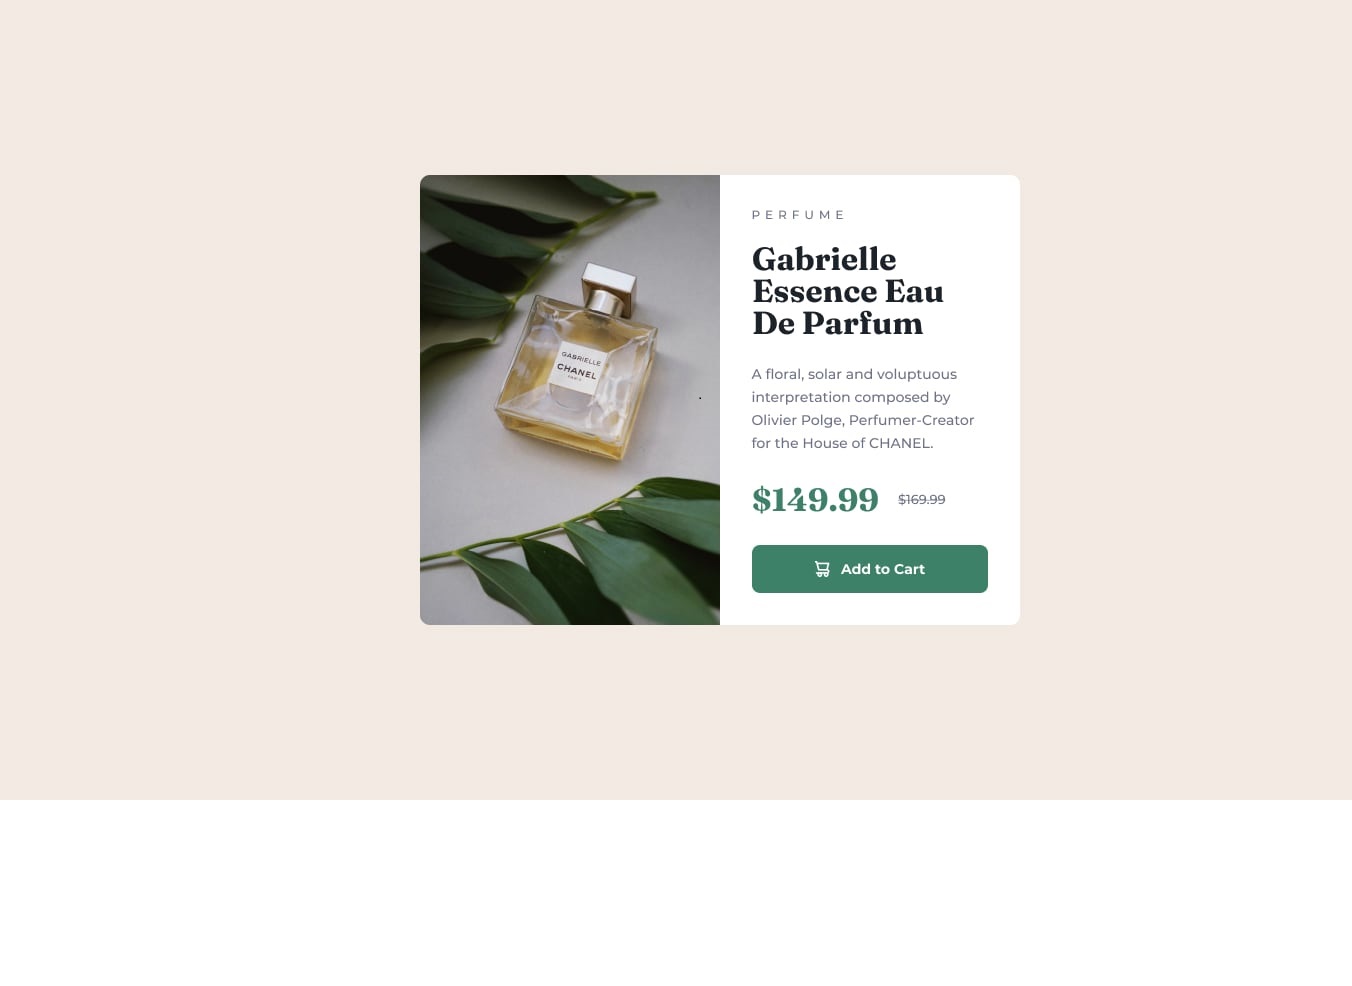 GABRIELLE
CHANEL
PARIS
PERFUME
Gabrielle
Essence Eau
De Parfum
A floral, solar and voluptuous
interpretation composed by
Olivier Polge, Perfumer-Creator
for the House of CHANEL.
$149.99 $169.99
Add to Cart